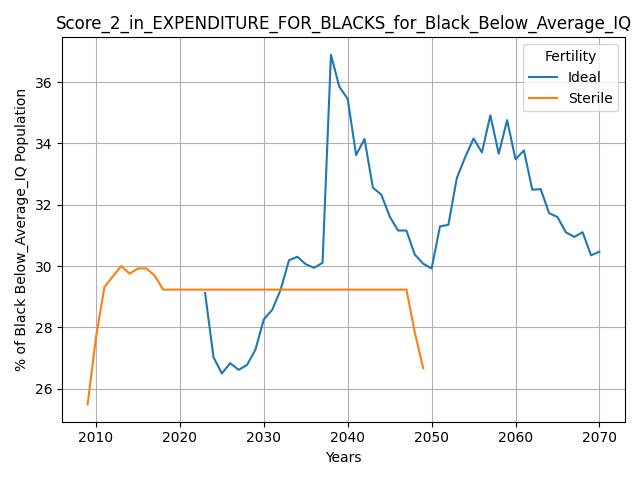 Score_2_in_EXPENDITURE_FOR_BLACKS_for_Black_Below_Average_IQ
Fertility
Ideal
Sterile
% of Black Below_Average_IQ Population
36
34
32
30
28
26
2010
2020
2030
2040
2050
2060
2070
Years